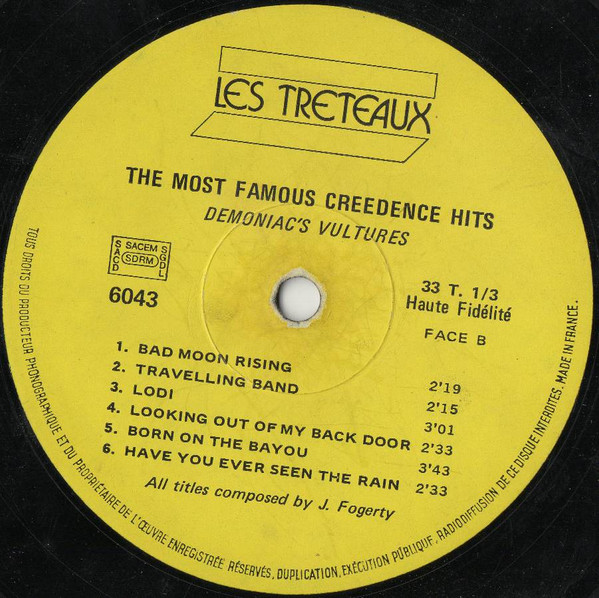 LES TRETEAUX
THE MOST FAMOUS CREEDENCE HITS
DEMONIAC'S VULTURES
SACD SACEM SDRM SGDL
6043
33 T. 1/3
Haute Fidélité
FACE B
1. BAD MOON RISING 2'19
2. TRAVELLING BAND 2'15
3. LODI 3'01
4. LOOKING OUT OF MY BACK DOOR 2'33
5. BORN ON THE BAYOU 3'43
6. HAVE YOU EVER SEEN THE RAIN 2'33
All titles composed by J. Fogerty
TOUS DROITS DU PRODUCTEUR PHONOGRAPHIQUE ET DU PROPRIÉTAIRE DE L'ŒUVRE ENREGISTRÉE RÉSERVÉS, DUPLICATION, EXÉCUTION PUBLIQUE, RADIODIFFUSION DE CE DISQUE INTERDITES. MADE IN FRANCE.